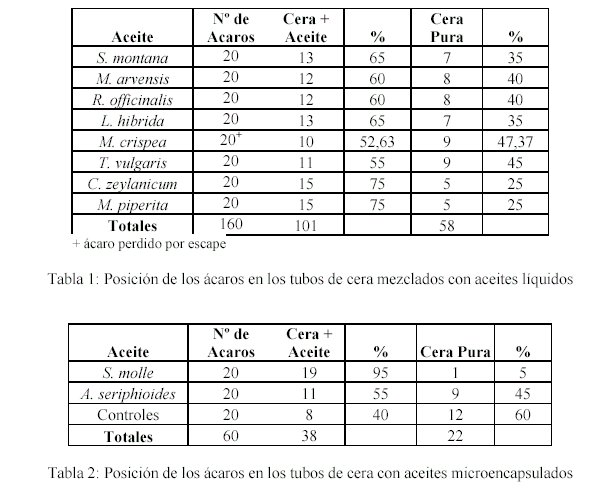 Aceite Nº de Acaros Cera + Aceite % Cera Pura %
S. montana 20 13 65 7 35
M. arvensis 20 12 60 8 40
R. officinalis 20 12 60 8 40
L. hibrida 20 13 65 7 35
M. crispea 20+ 10 52,63 9 47,37
T. vulgaris 20 11 55 9 45
C. zeylanicum 20 15 75 5 25
M. piperita 20 15 75 5 25
Totales 160 101 58
+ ácaro perdido por escape
Tabla 1: Posición de los ácaros en los tubos de cera mezclados con aceites líquidos
Aceite Nº de Acaros Cera + Aceite % Cera Pura %
S. molle 20 19 95 1 5
A. seriphioides 20 11 55 9 45
Controles 20 8 40 12 60
Totales 60 38 22
Tabla 2: Posición de los ácaros en los tubos de cera con aceites microencapsulados